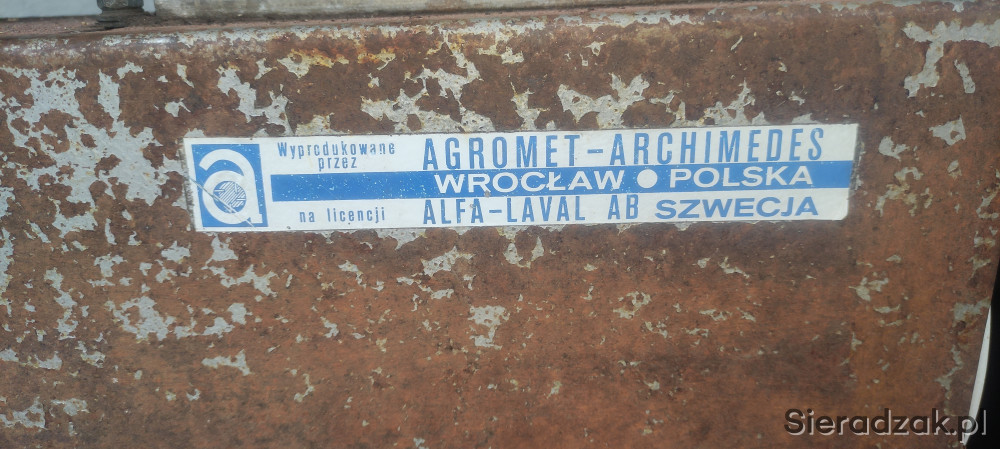 a
Wyprodukowane przez AGROMET-ARCHIMEDES
WROCŁAW ● POLSKA
na licencji ALFA-LAVAL AB SZWECJA
Sieradzak.pl